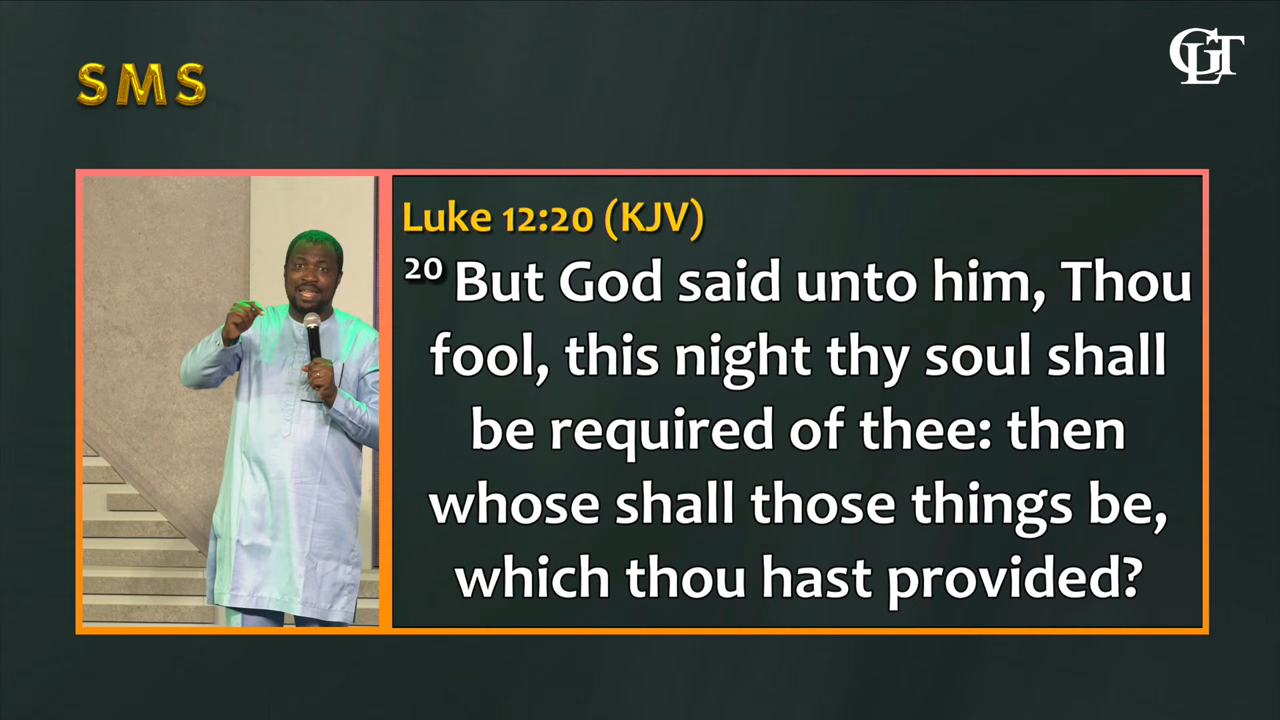 SMS
GLT
Luke 12:20 (KJV)
20 But God said unto him, Thou
fool, this night thy soul shall
be required of thee: then
whose shall those things be,
which thou hast provided?